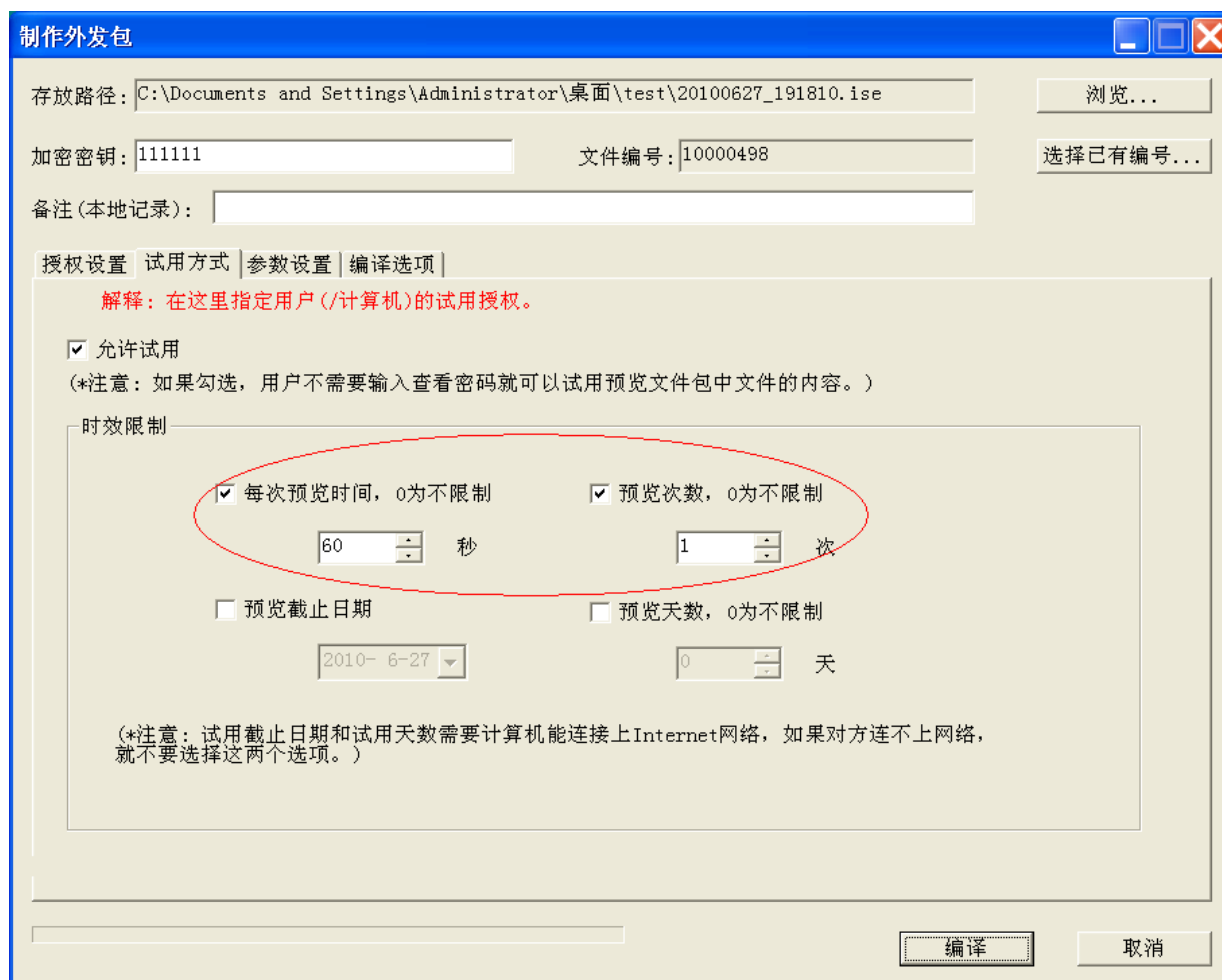 制作外发包
存放路径: C:\Documents and Settings\Administrator\桌面\test\20100627_191810.ise 浏览...
加密密钥: 111111 文件编号: 10000498 选择已有编号...
备注(本地记录):
授权设置 试用方式 参数设置 编译选项
解释: 在这里指定用户(/计算机)的试用授权。
允许试用
(*注意: 如果勾选, 用户不需要输入查看密码就可以试用预览文件包中文件的内容。)
时效限制
每次预览时间, 0为不限制 预览次数, 0为不限制
60 秒 1 次
预览截止日期 预览天数, 0为不限制
2010- 6-27 0 天
(*注意: 试用截止日期和试用天数需要计算机能连接上Internet网络, 如果对方连不上网络,
就不要选择这两个选项。)
编译 取消